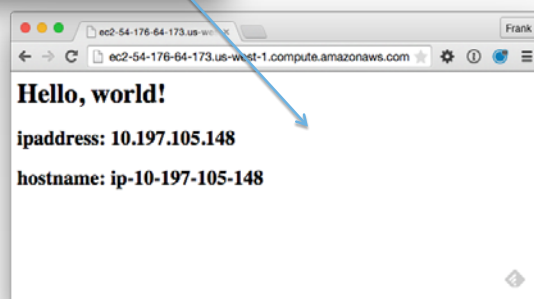 ec2-54-176-64-173.us-we
Frank
ec2-54-176-64-173.us-west-1.compute.amazonaws.com
Hello, world!
ipaddress: 10.197.105.148
hostname: ip-10-197-105-148